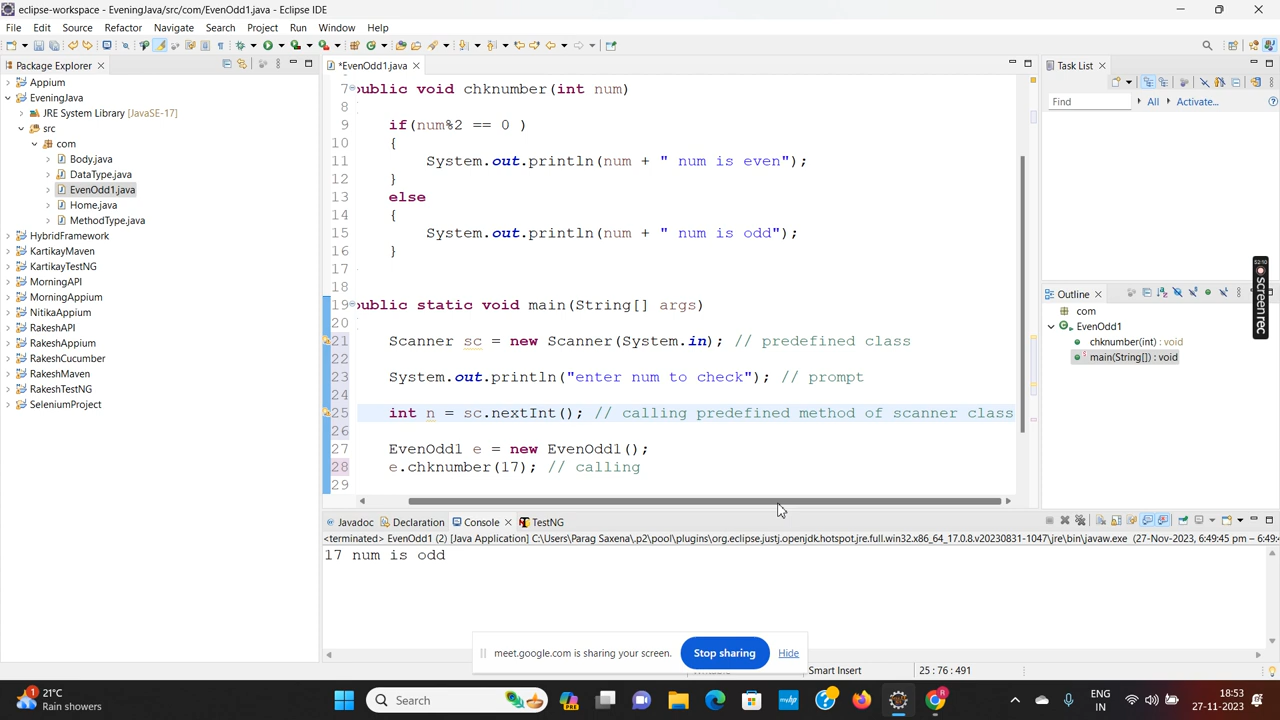 eclipse-workspace - EveningJava/src/com/EvenOdd1.java - Eclipse IDE
File Edit Source Refactor Navigate Search Project Run Window Help
Package Explorer
Appium
EveningJava
JRE System Library [JavaSE-17]
src
com
Body.java
DataType.java
EvenOdd1.java
Home.java
MethodType.java
HybridFramework
KartikayMaven
KartikayTestNG
MorningAPI
MorningAppium
NitikaAppium
RakeshAPI
RakeshAppium
RakeshCucumber
RakeshMaven
RakeshTestNG
SeleniumProject
*EvenOdd1.java
7 public void chknumber(int num)
8
9 if(num%2 == 0 )
10 {
11 System.out.println(num + " num is even");
12 }
13 else
14 {
15 System.out.println(num + " num is odd");
16 }
17
18
19 public static void main(String[] args)
20
21 Scanner sc = new Scanner(System.in); // predefined class
22
23 System.out.println("enter num to check"); // prompt
24
25 int n = sc.nextInt(); // calling predefined method of scanner class
26
27 EvenOdd1 e = new EvenOdd1();
28 e.chknumber(17); // calling
29
Task List
Find All Activate...
Outline
com
EvenOdd1
chknumber(int) : void
main(String[]) : void
52:10
screenrec
Javadoc Declaration Console TestNG
<terminated> EvenOdd1 (2) [Java Application] C:\Users\Parag Saxena\.p2\pool\plugins\org.eclipse.justj.openjdk.hotspot.jre.full.win32.x86_64_17.0.8.v20230831-1047\jre\bin\javaw.exe (27-Nov-2023, 6:49:45 pm – 6:49:
17 num is odd
meet.google.com is sharing your screen. Stop sharing Hide
Smart Insert 25 : 76 : 491
21°C
Rain showers
Search
ENG
IN
18:53
27-11-2023